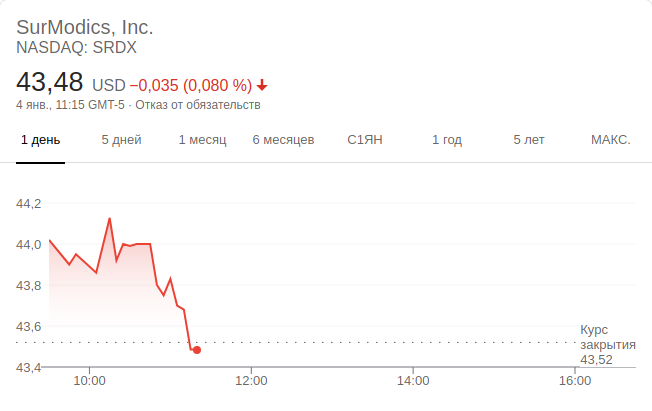 SurModics, Inc.
NASDAQ: SRDX
43,48 USD −0,035 (0,080 %)
4 янв., 11:15 GMT-5 · Отказ от обязательств
1 день 5 дней 1 месяц 6 месяцев С1ЯН 1 год 5 лет МАКС.
44,2
44,0
43,8
43,6
Курс
закрытия
43,52
43,4
10:00 12:00 14:00 16:00